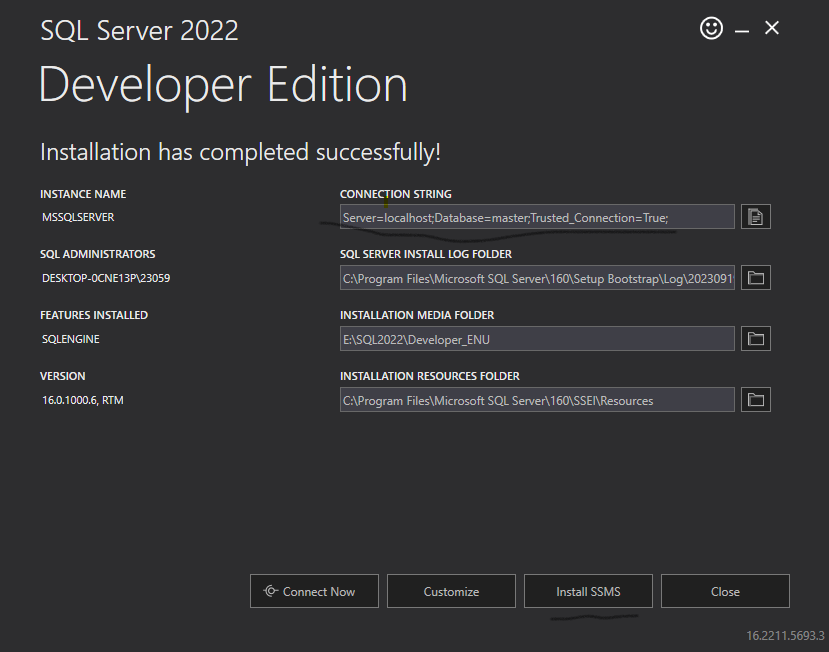 SQL Server 2022
Developer Edition
Installation has completed successfully!
INSTANCE NAME
MSSQLSERVER
CONNECTION STRING
Server=localhost;Database=master;Trusted_Connection=True;
SQL ADMINISTRATORS
DESKTOP-0CNE13P\23059
SQL SERVER INSTALL LOG FOLDER
C:\Program Files\Microsoft SQL Server\160\Setup Bootstrap\Log\2023091
FEATURES INSTALLED
SQLENGINE
INSTALLATION MEDIA FOLDER
E:\SQL2022\Developer_ENU
VERSION
16.0.1000.6, RTM
INSTALLATION RESOURCES FOLDER
C:\Program Files\Microsoft SQL Server\160\SSEI\Resources
Connect Now
Customize
Install SSMS
Close
16.2211.5693.3